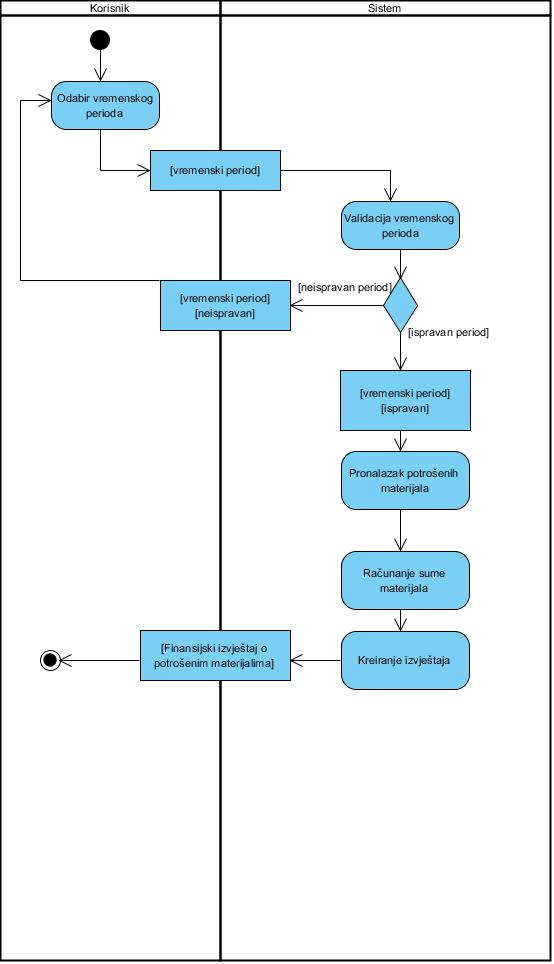 Korisnik
Sistem
Odabir vremenskog
perioda
[vremenski period]
Validacija vremenskog
perioda
[neispravan period]
[vremenski period]
[neispravan]
[ispravan period]
[vremenski period]
[ispravan]
Pronalazak potrošenih
materijala
Računanje sume
materijala
[Finansijski izvještaj o
potrošenim materijalima]
Kreiranje izvještaja